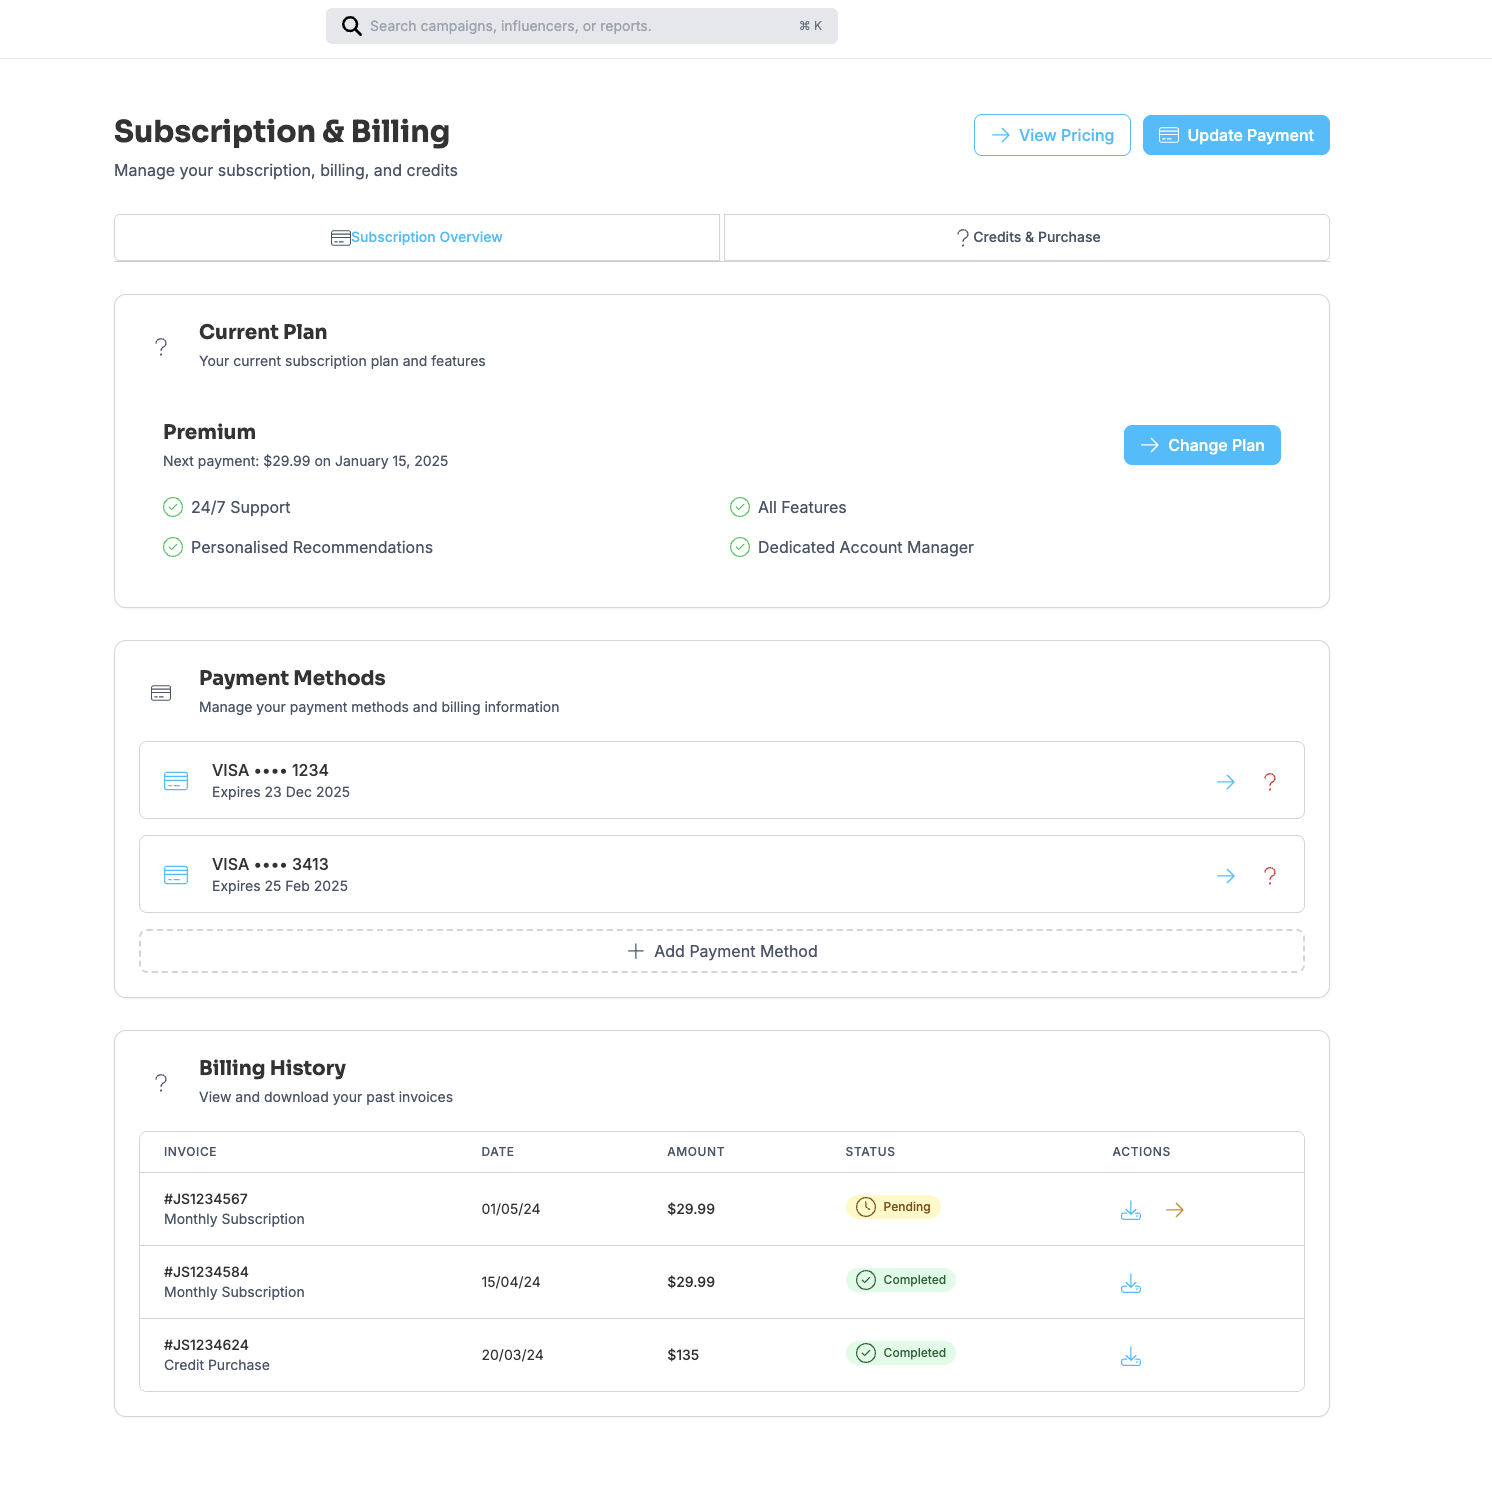 Search campaigns, influencers, or reports. ⌘ K
Subscription & Billing
Manage your subscription, billing, and credits
View Pricing
Update Payment
Subscription Overview
? Credits & Purchase
?
Current Plan
Your current subscription plan and features
Premium
Next payment: $29.99 on January 15, 2025
Change Plan
24/7 Support
All Features
Personalised Recommendations
Dedicated Account Manager
Payment Methods
Manage your payment methods and billing information
VISA •••• 1234
Expires 23 Dec 2025
?
VISA •••• 3413
Expires 25 Feb 2025
?
Add Payment Method
?
Billing History
View and download your past invoices
INVOICE DATE AMOUNT STATUS ACTIONS
#JS1234567
Monthly Subscription
01/05/24 $29.99 Pending
#JS1234584
Monthly Subscription
15/04/24 $29.99 Completed
#JS1234624
Credit Purchase
20/03/24 $135 Completed